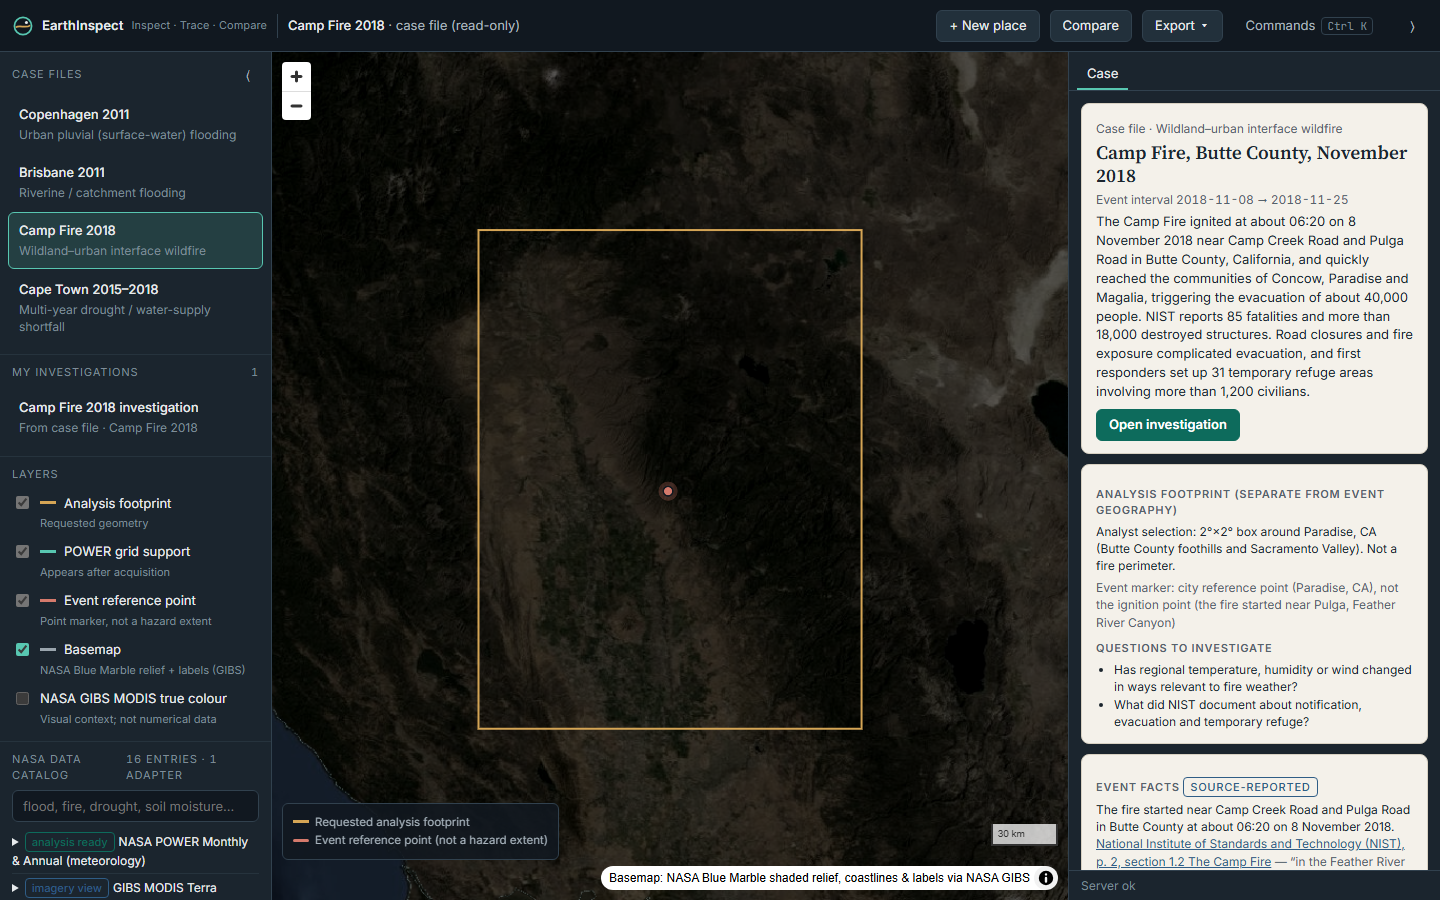 EarthInspect Inspect · Trace · Compare
Camp Fire 2018 · case file (read-only)
+ New place
Compare
Export
Commands Ctrl K
CASE FILES
Copenhagen 2011
Urban pluvial (surface-water) flooding
Brisbane 2011
Riverine / catchment flooding
Camp Fire 2018
Wildland–urban interface wildfire
Cape Town 2015–2018
Multi-year drought / water-supply
shortfall
MY INVESTIGATIONS 1
Camp Fire 2018 investigation
From case file · Camp Fire 2018
LAYERS
Analysis footprint
Requested geometry
POWER grid support
Appears after acquisition
Event reference point
Point marker, not a hazard extent
Basemap
NASA Blue Marble relief + labels (GIBS)
NASA GIBS MODIS true colour
Visual context; not numerical data
NASA DATA CATALOG
16 ENTRIES · 1 ADAPTER
flood, fire, drought, soil moisture...
analysis ready NASA POWER Monthly
& Annual (meteorology)
imagery view GIBS MODIS Terra
+
−
Requested analysis footprint
Event reference point (not a hazard extent)
30 km
Basemap: NASA Blue Marble shaded relief, coastlines & labels via NASA GIBS
Case
Case file · Wildland–urban interface wildfire
Camp Fire, Butte County, November
2018
Event interval 2018-11-08 → 2018-11-25
The Camp Fire ignited at about 06:20 on 8
November 2018 near Camp Creek Road and Pulga
Road in Butte County, California, and quickly
reached the communities of Concow, Paradise and
Magalia, triggering the evacuation of about 40,000
people. NIST reports 85 fatalities and more than
18,000 destroyed structures. Road closures and fire
exposure complicated evacuation, and first
responders set up 31 temporary refuge areas
involving more than 1,200 civilians.
Open investigation
ANALYSIS FOOTPRINT (SEPARATE FROM EVENT
GEOGRAPHY)
Analyst selection: 2°×2° box around Paradise, CA
(Butte County foothills and Sacramento Valley). Not a
fire perimeter.
Event marker: city reference point (Paradise, CA), not
the ignition point (the fire started near Pulga, Feather
River Canyon)
QUESTIONS TO INVESTIGATE
• Has regional temperature, humidity or wind changed
in ways relevant to fire weather?
• What did NIST document about notification,
evacuation and temporary refuge?
EVENT FACTS SOURCE-REPORTED
The fire started near Camp Creek Road and Pulga Road
in Butte County at about 06:20 on 8 November 2018.
National Institute of Standards and Technology (NIST),
p. 2, section 1.2 The Camp Fire — “in the Feather River
Server ok